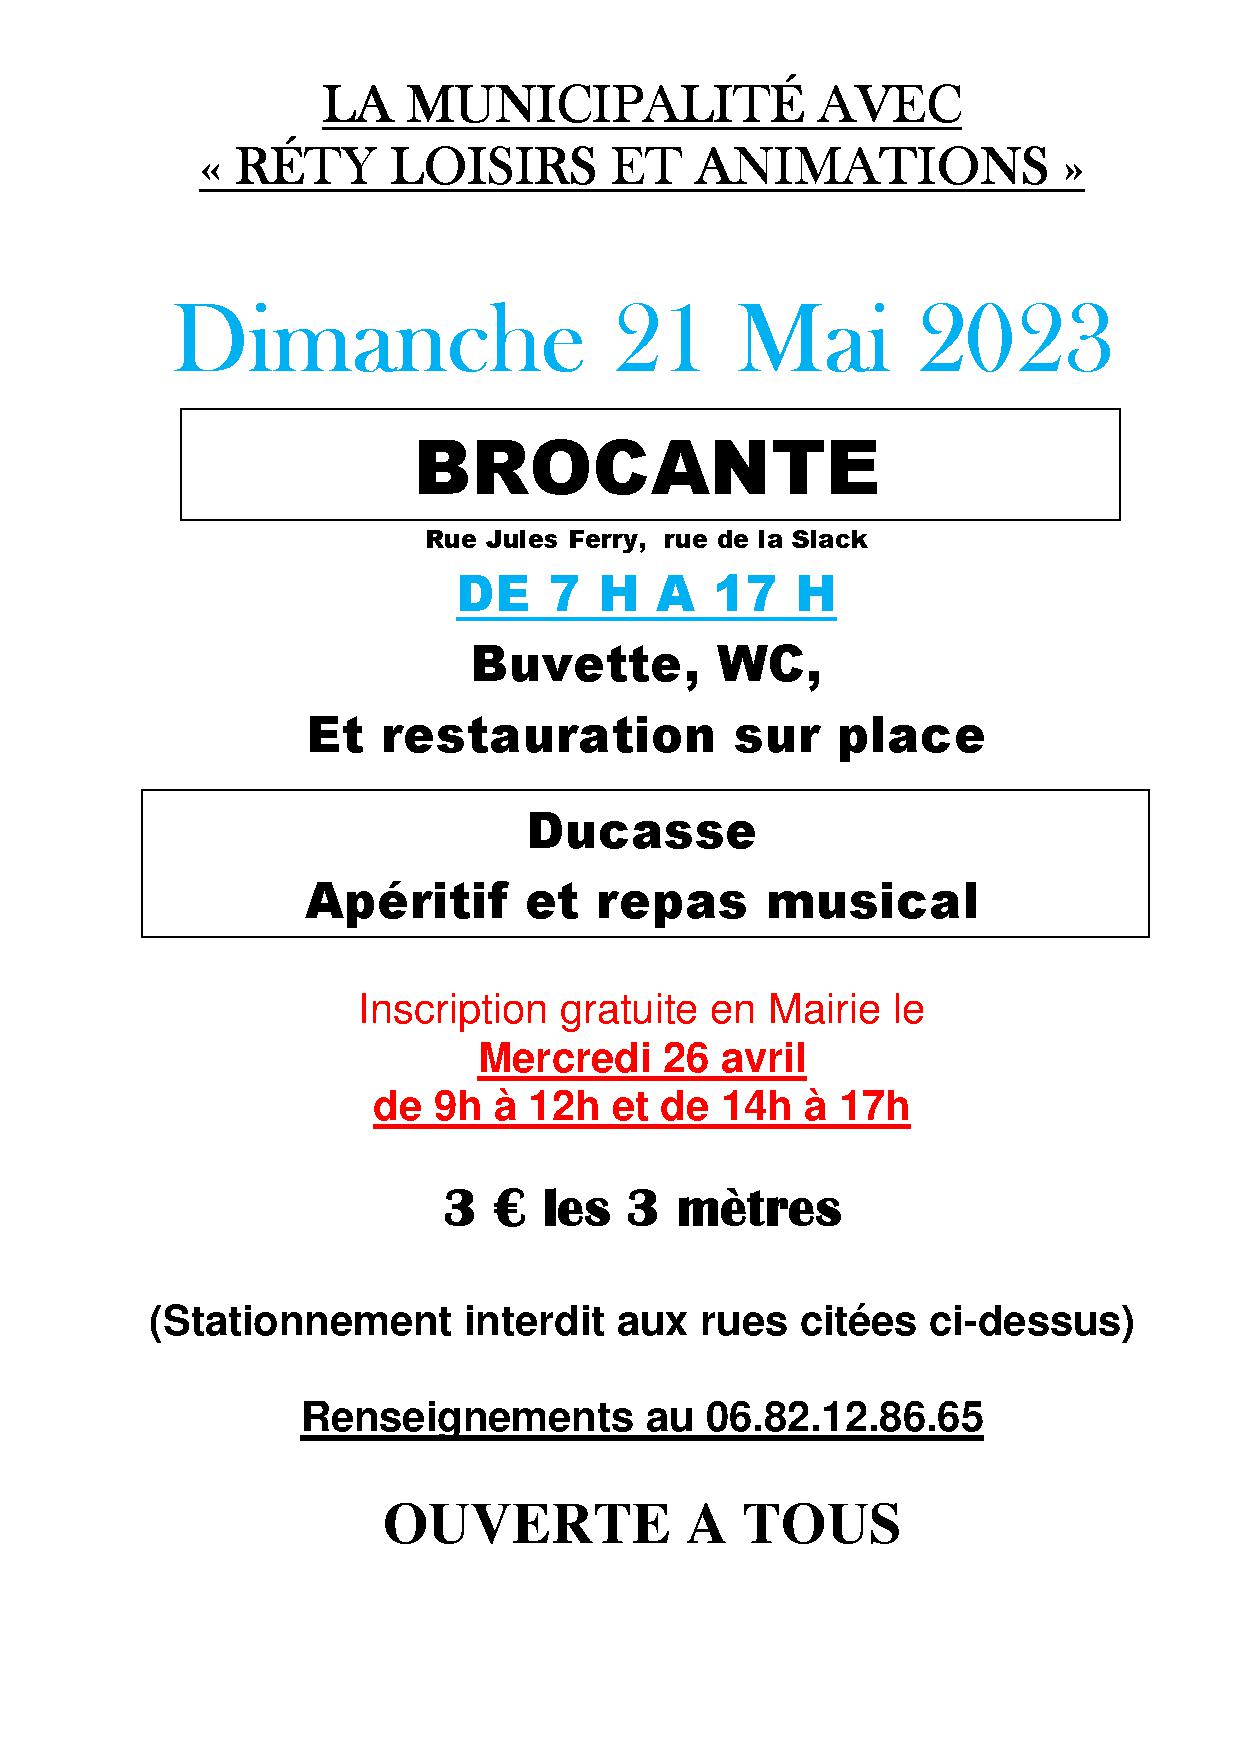 LA MUNICIPALITÉ AVEC
« RÉTY LOISIRS ET ANIMATIONS »
Dimanche 21 Mai 2023
BROCANTE
Rue Jules Ferry, rue de la Slack
DE 7 H A 17 H
Buvette, WC,
Et restauration sur place
Ducasse
Apéritif et repas musical
Inscription gratuite en Mairie le
Mercredi 26 avril
de 9h à 12h et de 14h à 17h
3 € les 3 mètres
(Stationnement interdit aux rues citées ci-dessus)
Renseignements au 06.82.12.86.65
OUVERTE A TOUS